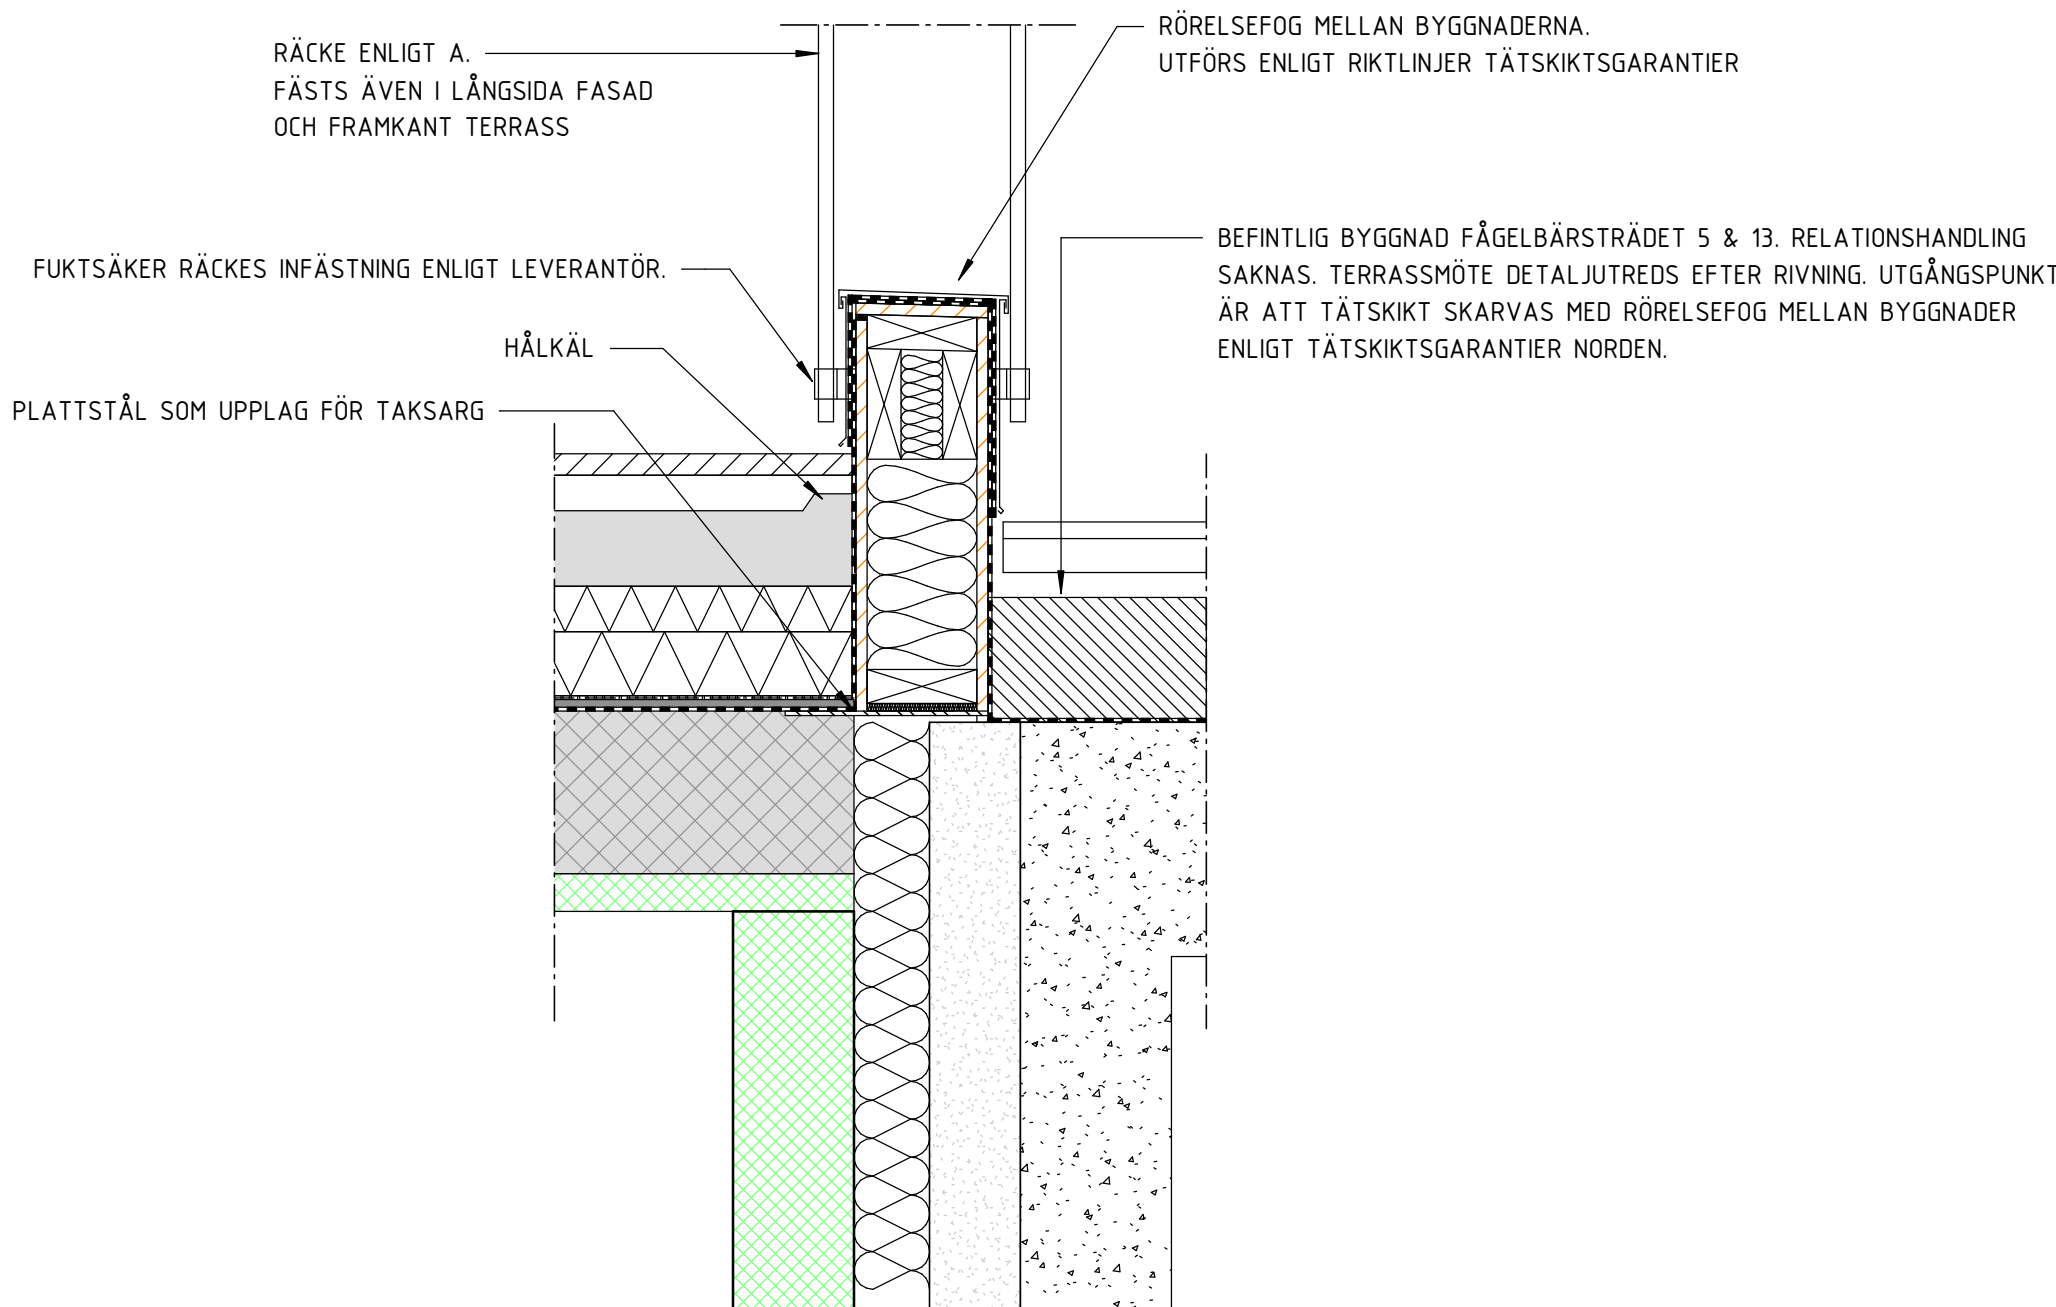 RÄCKE ENLIGT A.
FÄSTS ÄVEN I LÅNGSIDA FASAD
OCH FRAMKANT TERRASS
RÖRELSEFOG MELLAN BYGGNADERNA.
UTFÖRS ENLIGT RIKTLINJER TÄTSKIKTSGARANTIER
FUKTSÄKER RÄCKES INFÄSTNING ENLIGT LEVERANTÖR.
HÅLKÄL
PLATTSTÅL SOM UPPLAG FÖR TAKSARG
BEFINTLIG BYGGNAD FÅGELBÄRSTRÄDET 5 & 13. RELATIONSHANDLING
SAKNAS. TERRASSMÖTE DETALJUTREDS EFTER RIVNING. UTGÅNGSPUNKT
ÄR ATT TÄTSKIKT SKARVAS MED RÖRELSEFOG MELLAN BYGGNADER
ENLIGT TÄTSKIKTSGARANTIER NORDEN.